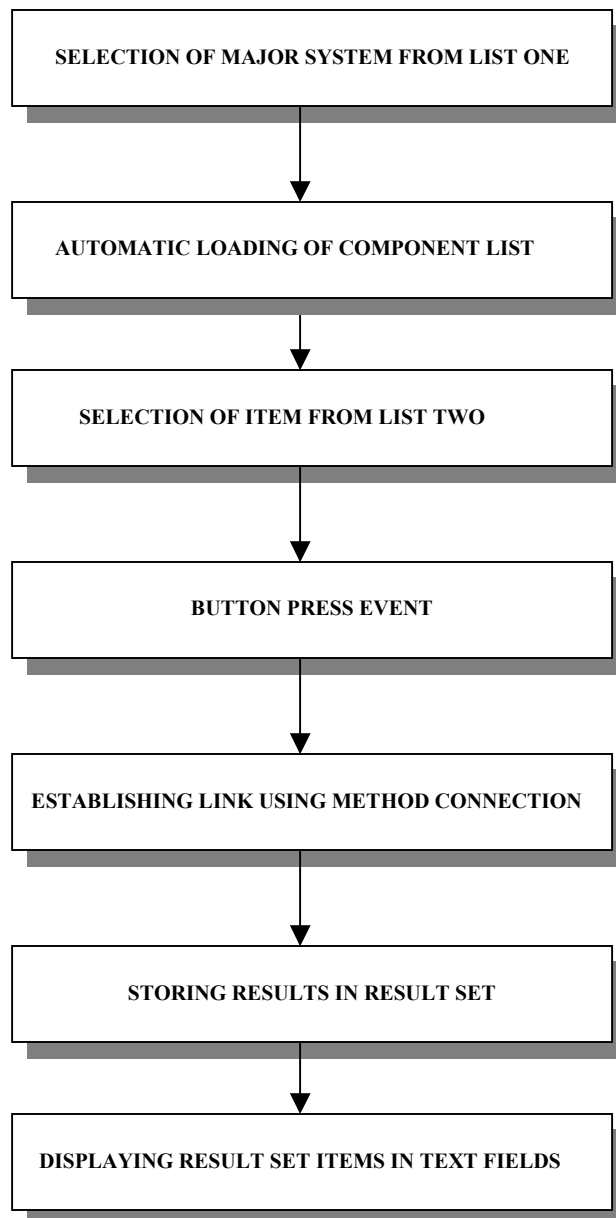 SELECTION OF MAJOR SYSTEM FROM LIST ONE
AUTOMATIC LOADING OF COMPONENT LIST
SELECTION OF ITEM FROM LIST TWO
BUTTON PRESS EVENT
ESTABLISHING LINK USING METHOD CONNECTION
STORING RESULTS IN RESULT SET
DISPLAYING RESULT SET ITEMS IN TEXT FIELDS